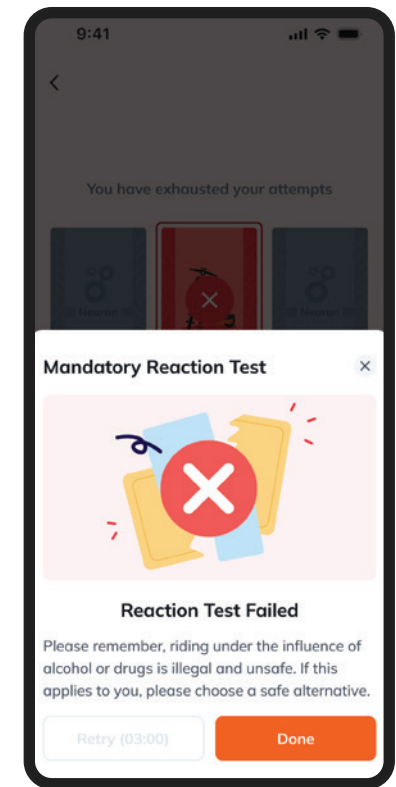 9:41
You have exhausted your attempts
Neuron
Neuron
Mandatory Reaction Test
Reaction Test Failed
Please remember, riding under the influence of
alcohol or drugs is illegal and unsafe. If this
applies to you, please choose a safe alternative.
Retry (03:00)
Done